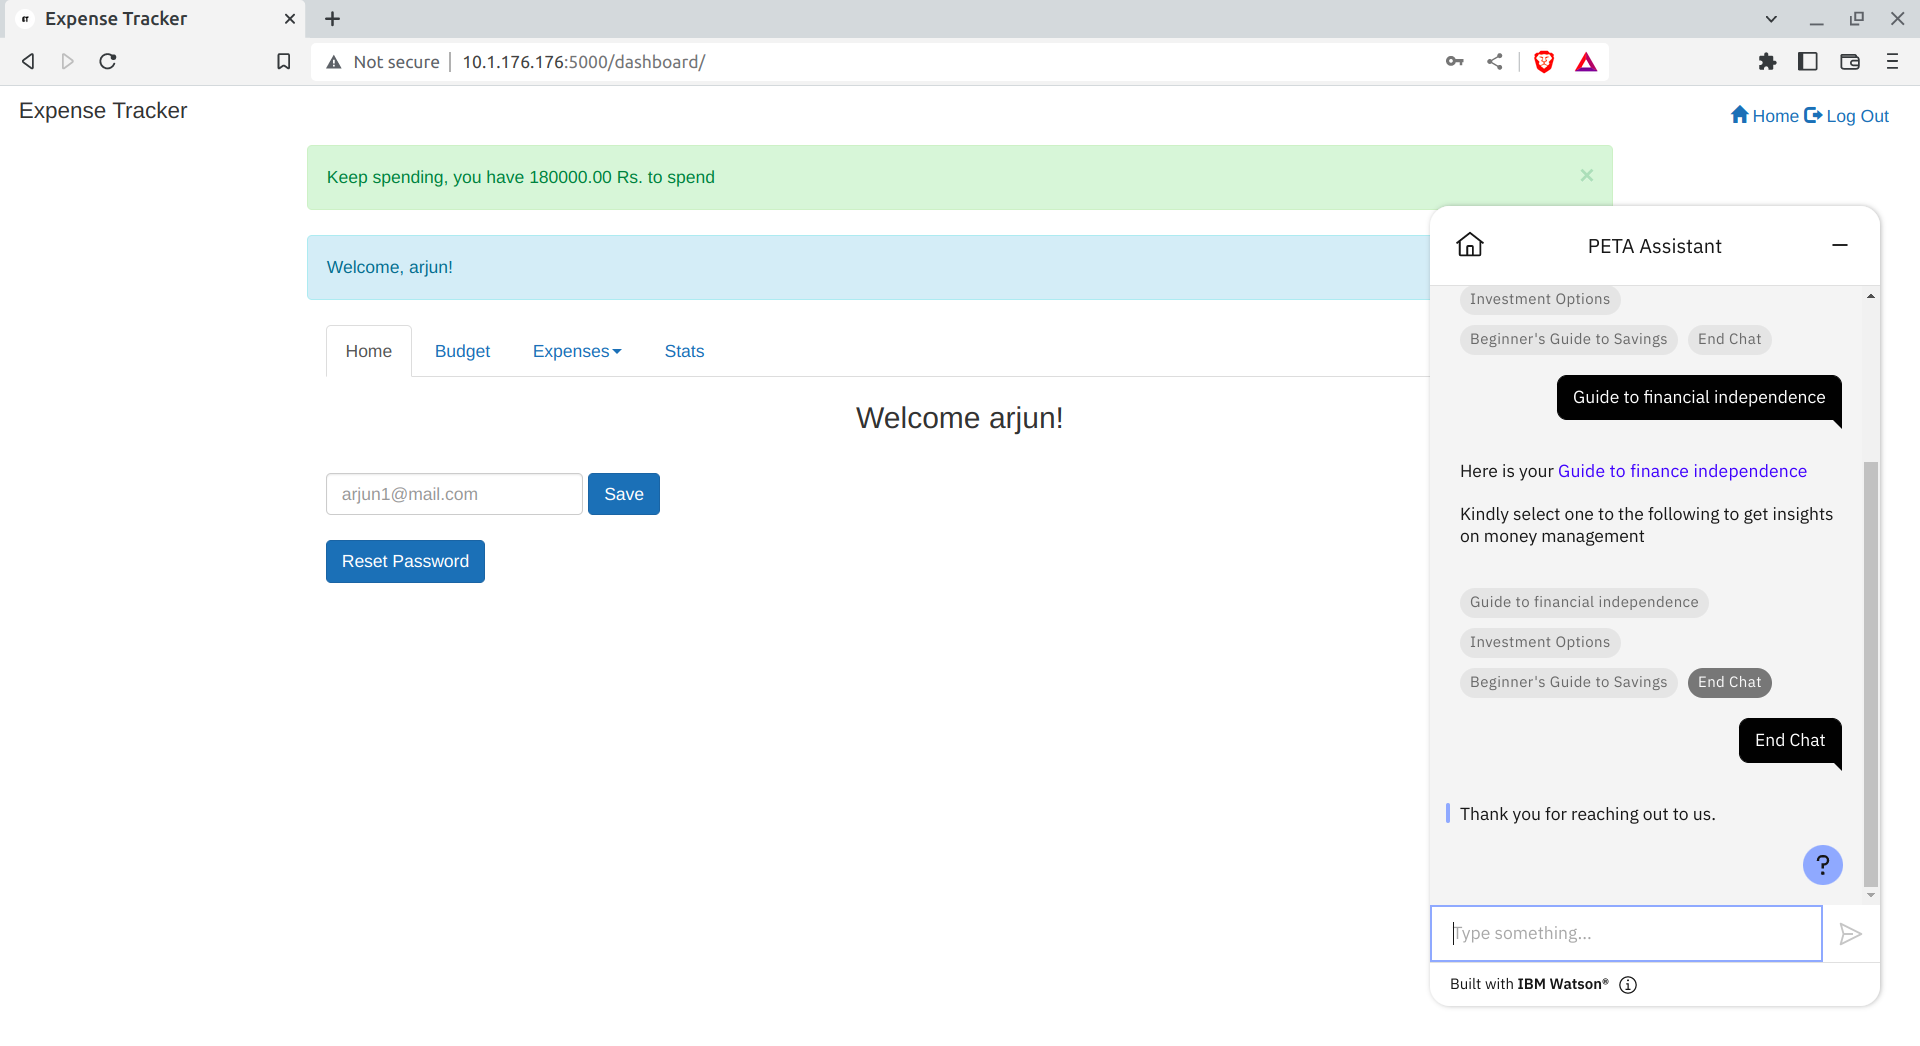 Expense Tracker
Not secure | 10.1.176.176:5000/dashboard/
Expense Tracker
Home Log Out
Keep spending, you have 180000.00 Rs. to spend ×
Welcome, arjun!
Home Budget Expenses Stats
Welcome arjun!
arjun1@mail.com Save
Reset Password
PETA Assistant
Investment Options
Beginner's Guide to Savings End Chat
Guide to financial independence
Here is your Guide to finance independence
Kindly select one to the following to get insights
on money management
Guide to financial independence
Investment Options
Beginner's Guide to Savings End Chat
End Chat
Thank you for reaching out to us.
?
Type something...
Built with IBM Watson®